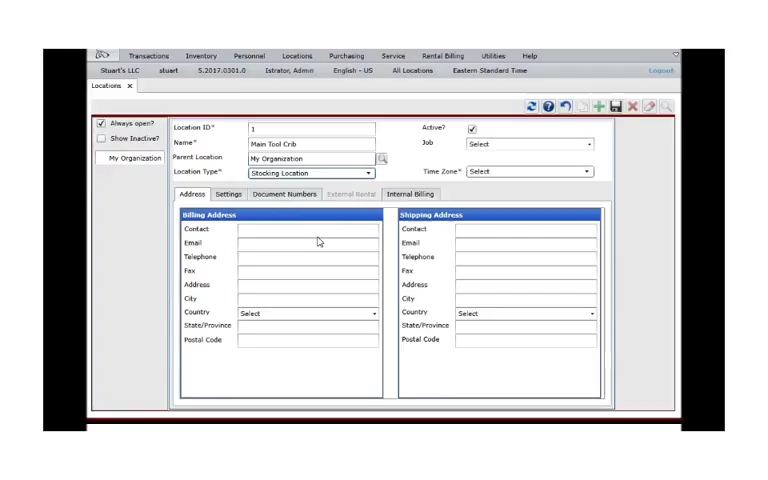 Transactions Inventory Personnel Locations Purchasing Service Rental Billing Utilities Help
Stuart's LLC stuart 5.2017.0301.0 Istrator, Admin English - US All Locations Eastern Standard Time Logout
Locations X
Always open?
Show Inactive?
My Organization
Location ID* 1 Active?
Name* Main Tool Crib Job Select
Parent Location My Organization
Location Type* Stocking Location Time Zone* Select
Address Settings Document Numbers External Rental Internal Billing
Billing Address
Contact
Email
Telephone
Fax
Address
City
Country Select
State/Province
Postal Code
Shipping Address
Contact
Email
Telephone
Fax
Address
City
Country Select
State/Province
Postal Code